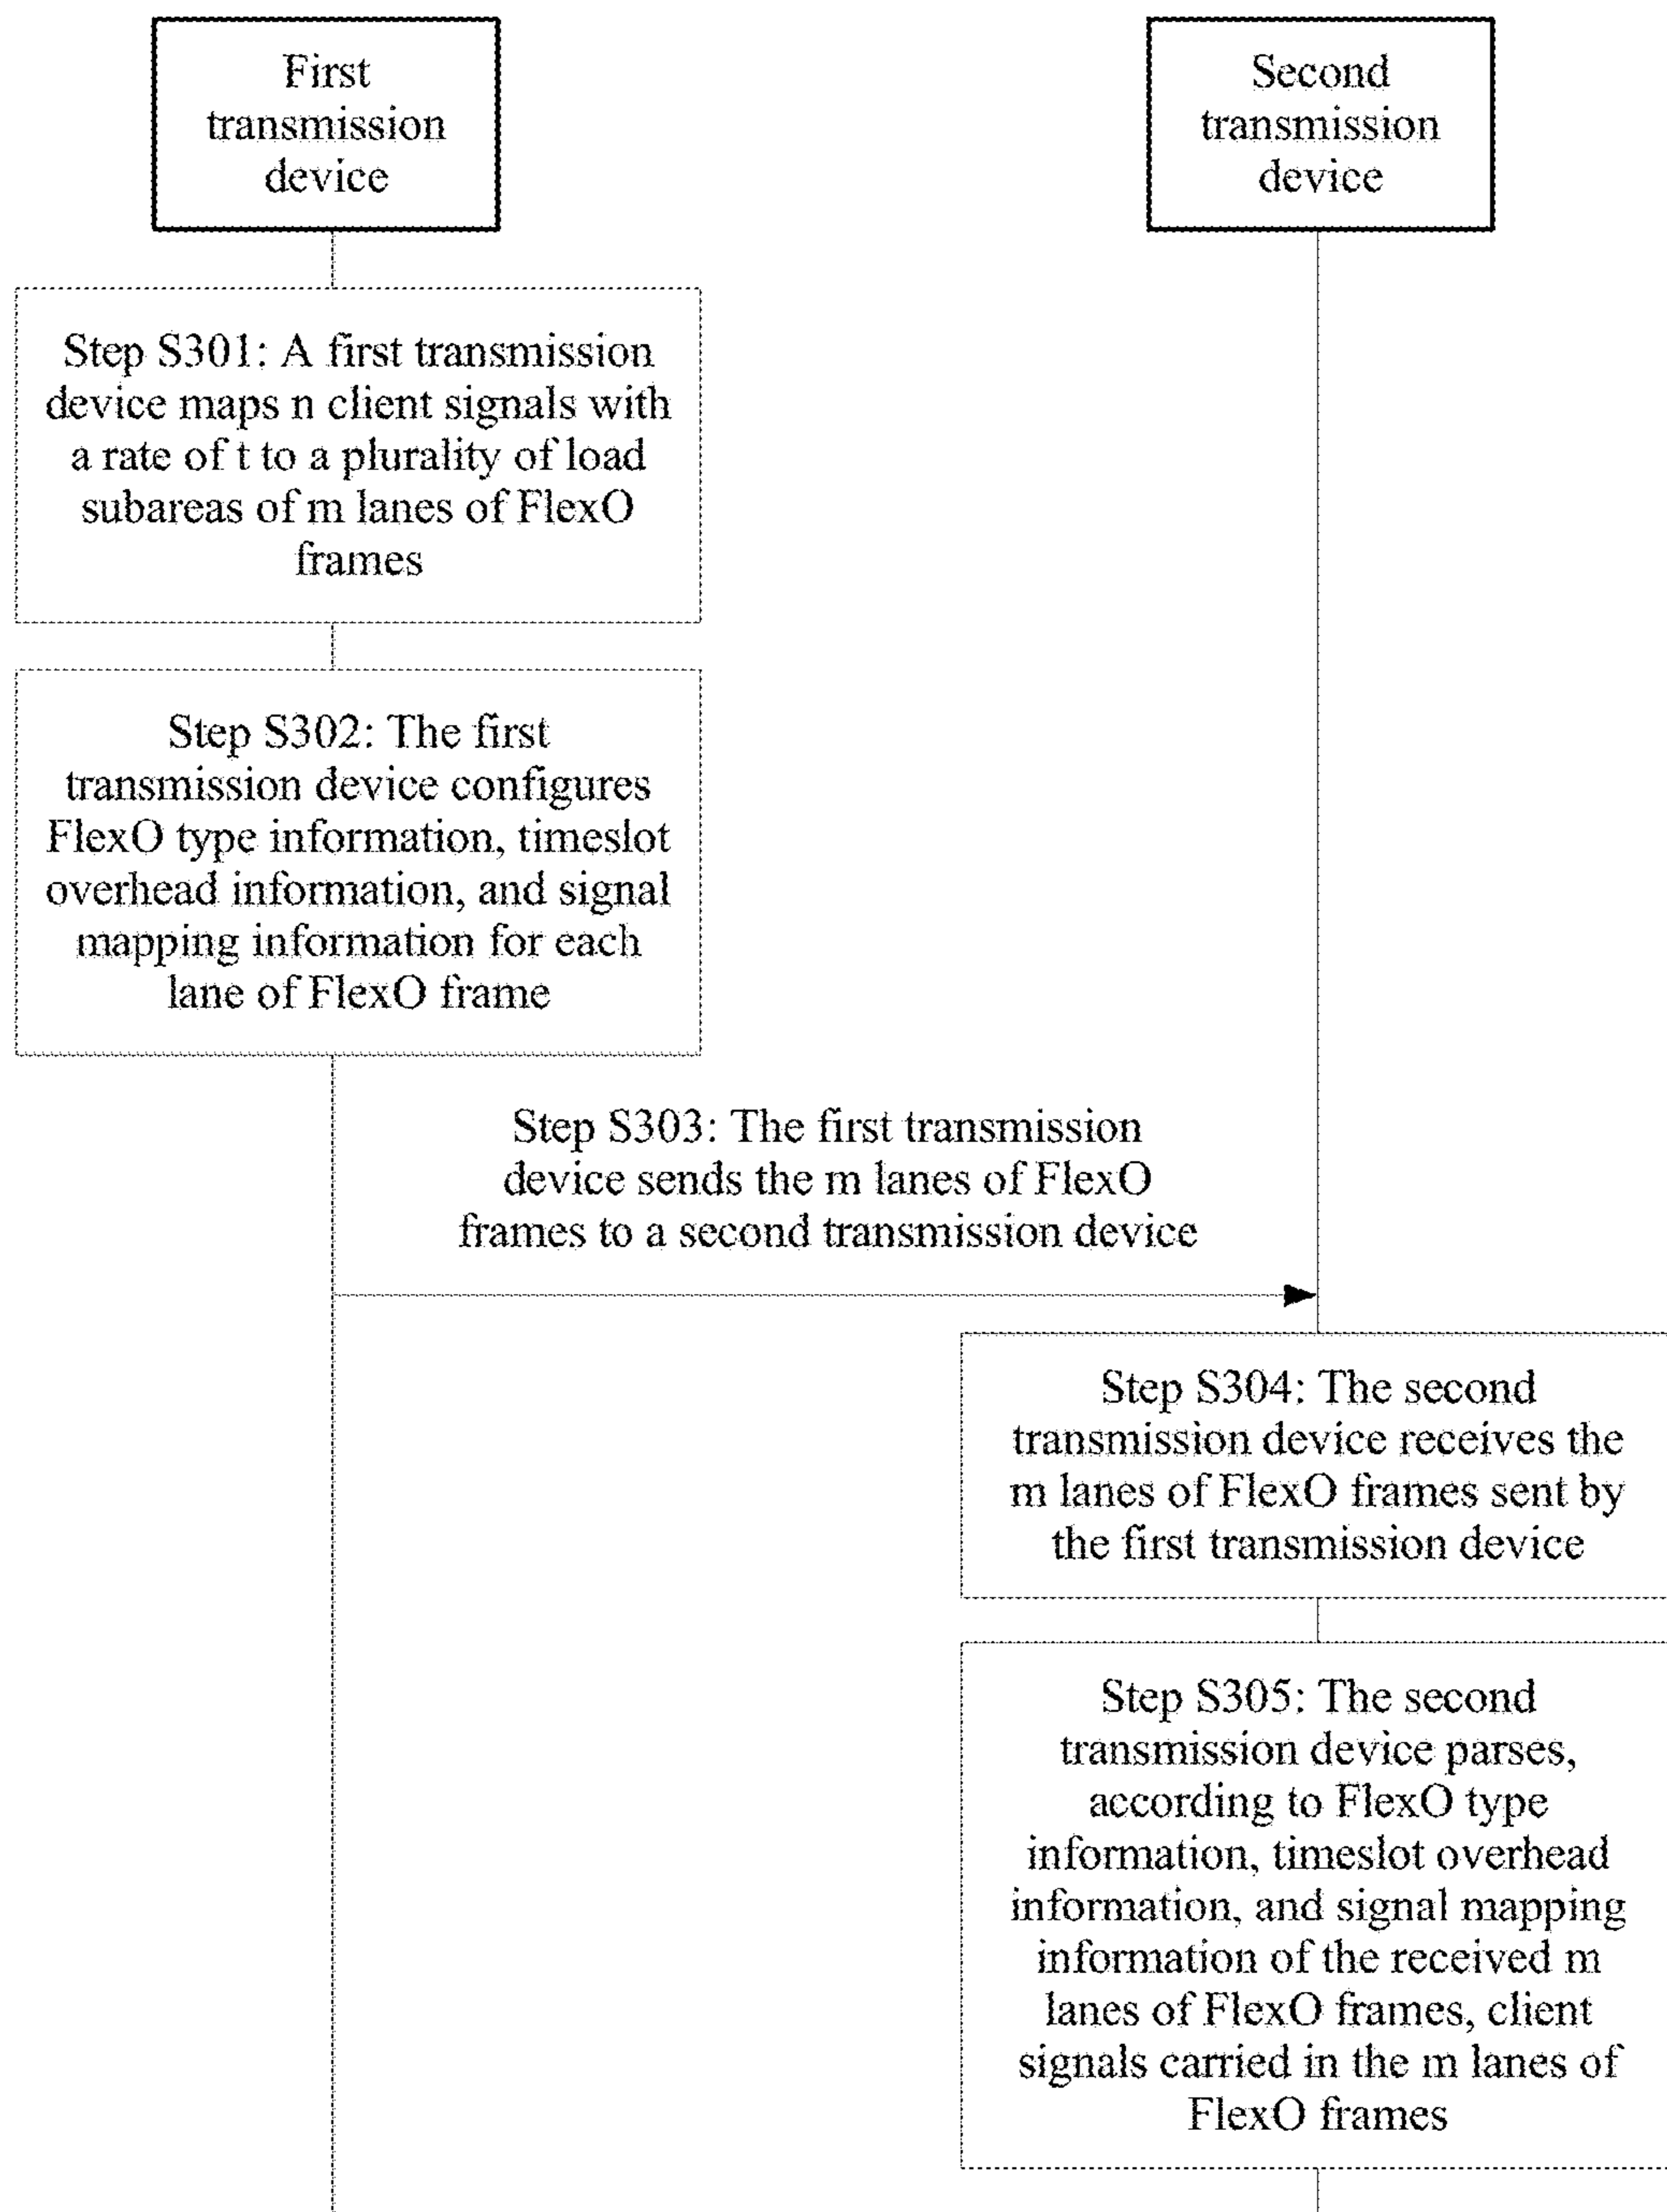 First
transmission
device
Second
transmission
device
Step S301: A first transmission
device maps n client signals with
a rate of t to a plurality of load
subareas of m lanes of FlexO
frames
Step S302: The first
transmission device configures
FlexO type information, timeslot
overhead information, and signal
mapping information for each
lane of FlexO frame
Step S303: The first transmission
device sends the m lanes of FlexO
frames to a second transmission device
Step S304: The second
transmission device receives the
m lanes of FlexO frames sent by
the first transmission device
Step S305: The second
transmission device parses,
according to FlexO type
information, timeslot overhead
information, and signal mapping
information of the received m
lanes of FlexO frames, client
signals carried in the m lanes of
FlexO frames